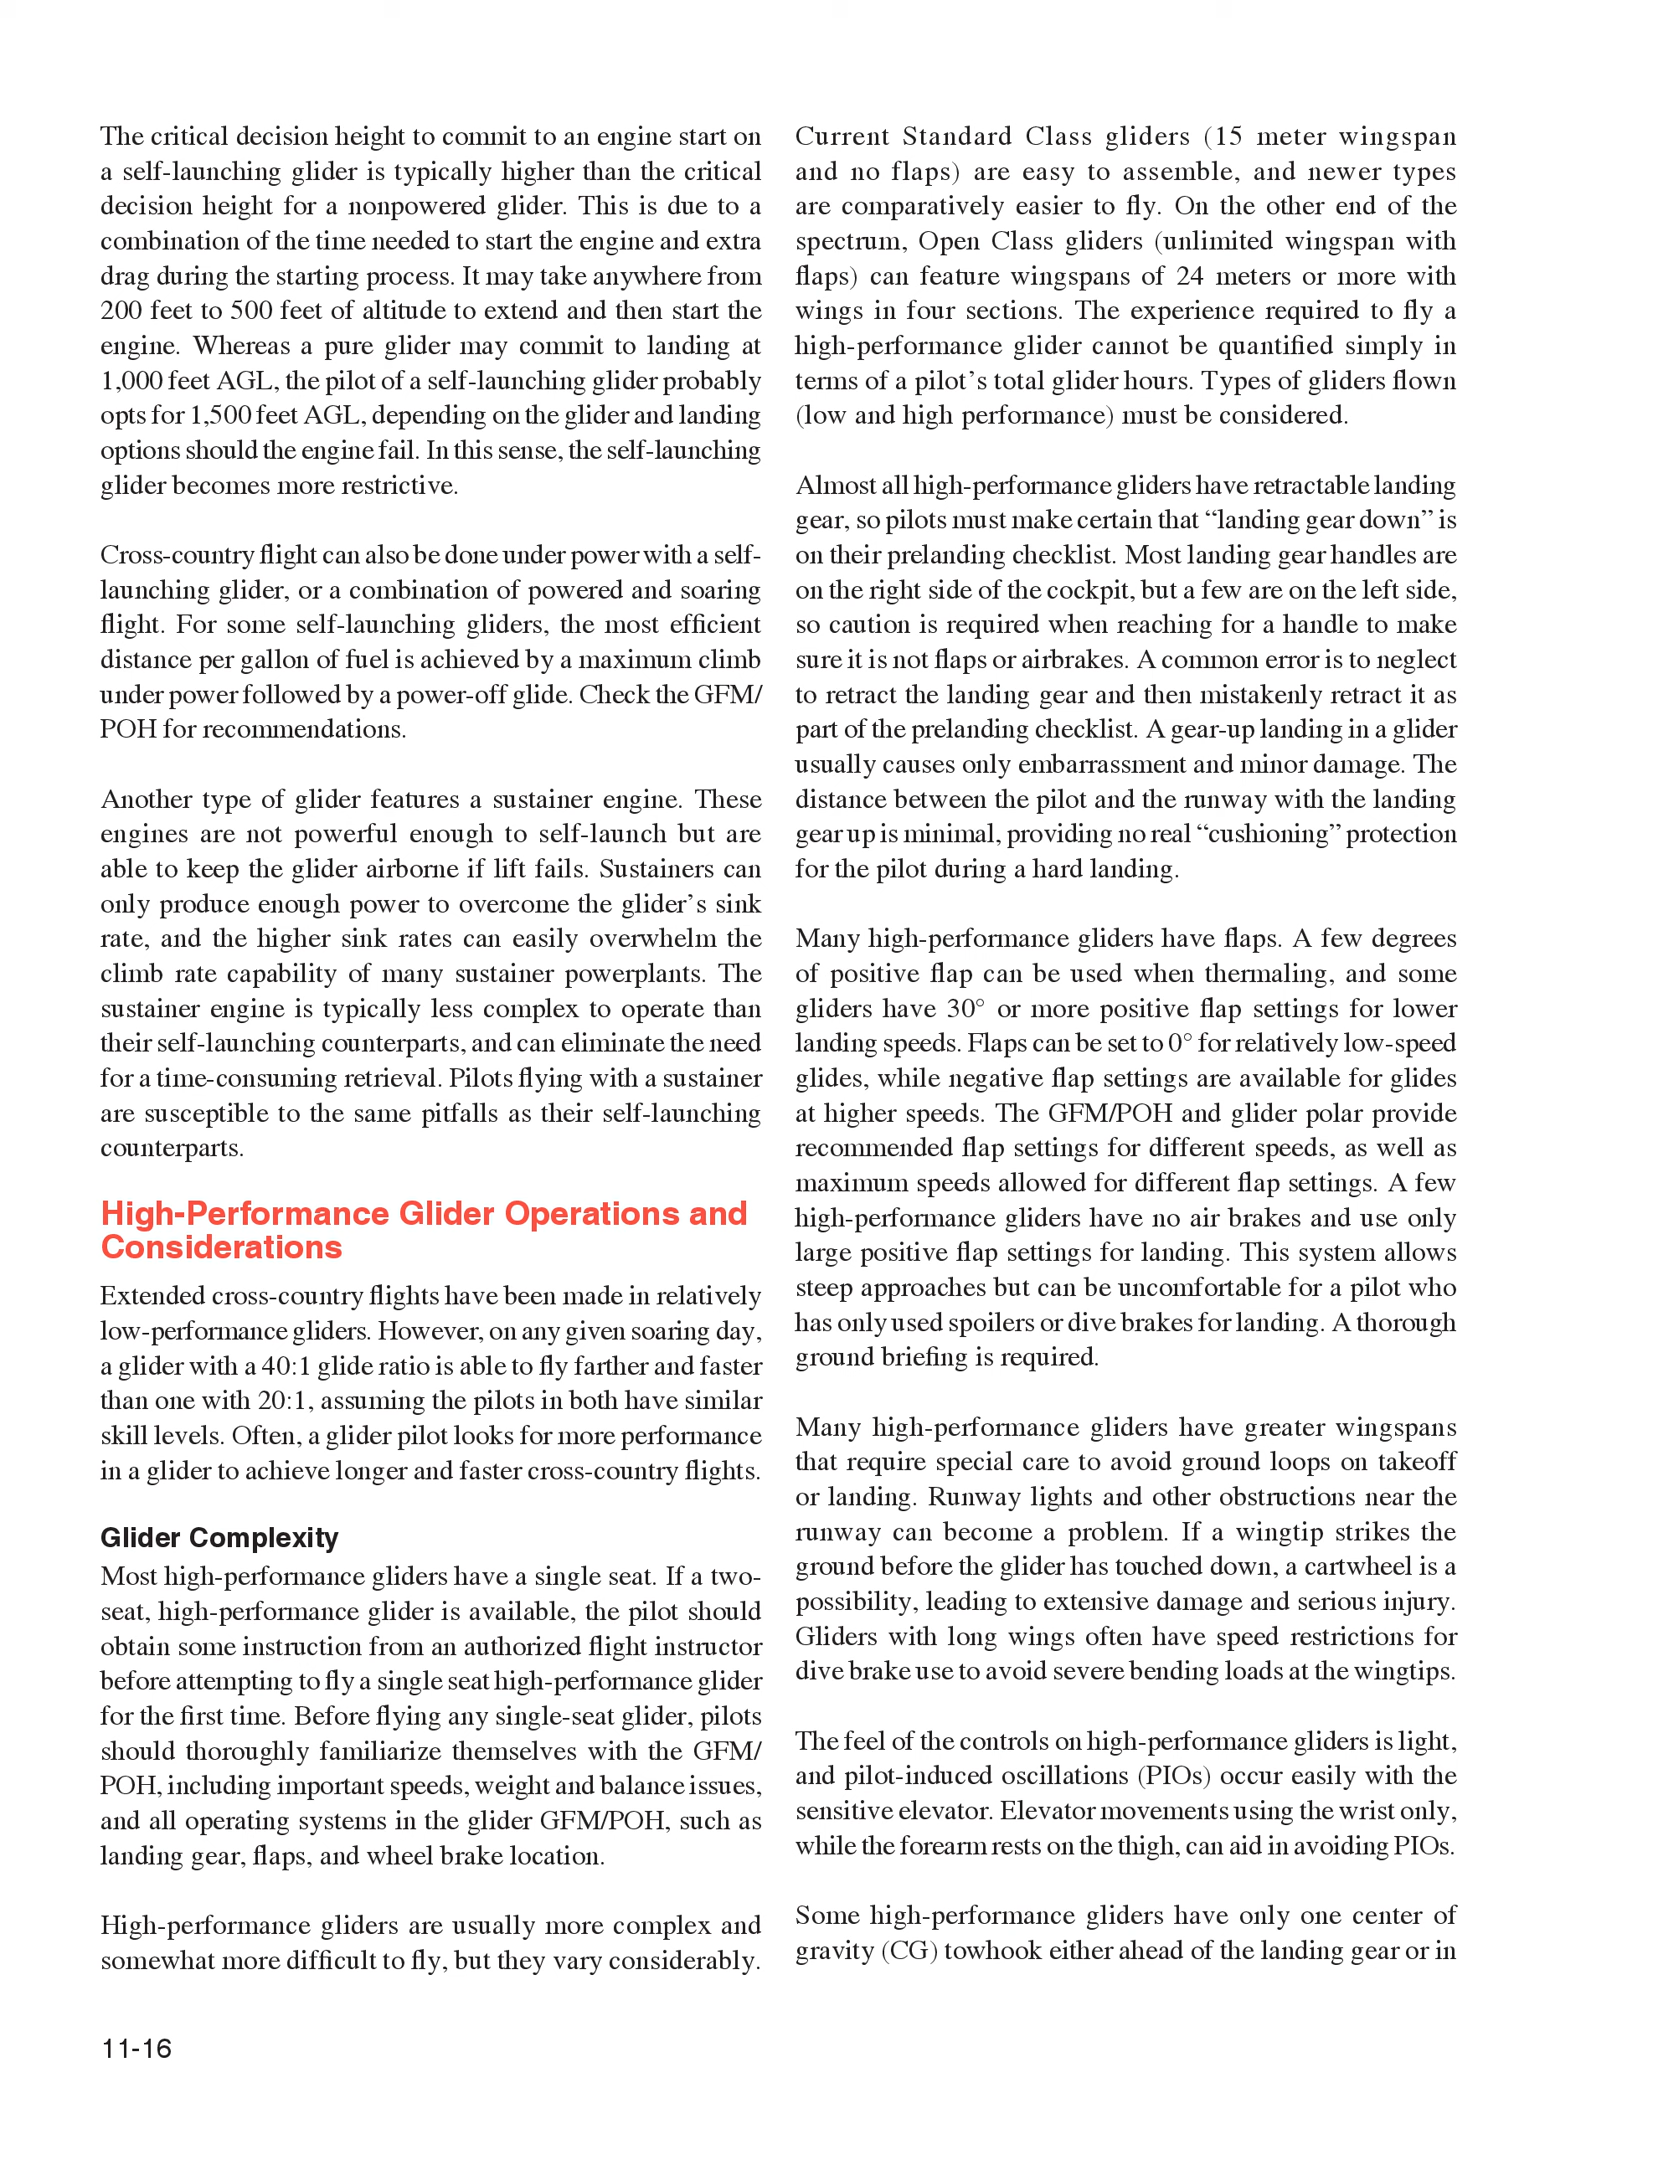 The critical decision height to commit to an engine start on
a self-launching glider is typically higher than the critical
decision height for a nonpowered glider. This is due to a
combination of the time needed to start the engine and extra
drag during the starting process. It may take anywhere from
200 feet to 500 feet of altitude to extend and then start the
engine. Whereas a pure glider may commit to landing at
1,000 feet AGL, the pilot of a self-launching glider probably
opts for 1,500 feet AGL, depending on the glider and landing
options should the engine fail. In this sense, the self-launching
glider becomes more restrictive.
Cross-country flight can also be done under power with a self-
launching glider, or a combination of powered and soaring
flight. For some self-launching gliders, the most efficient
distance per gallon of fuel is achieved by a maximum climb
under power followed by a power-off glide. Check the GFM/
POH for recommendations.
Another type of glider features a sustainer engine. These
engines are not powerful enough to self-launch but are
able to keep the glider airborne if lift fails. Sustainers can
only produce enough power to overcome the glider’s sink
rate, and the higher sink rates can easily overwhelm the
climb rate capability of many sustainer powerplants. The
sustainer engine is typically less complex to operate than
their self-launching counterparts, and can eliminate the need
for a time-consuming retrieval. Pilots flying with a sustainer
are susceptible to the same pitfalls as their self-launching
counterparts.
High-Performance Glider Operations and
Considerations
Extended cross-country flights have been made in relatively
low-performance gliders. However, on any given soaring day,
a glider with a 40:1 glide ratio is able to fly farther and faster
than one with 20:1, assuming the pilots in both have similar
skill levels. Often, a glider pilot looks for more performance
in a glider to achieve longer and faster cross-country flights.
Glider Complexity
Most high-performance gliders have a single seat. If a two-
seat, high-performance glider is available, the pilot should
obtain some instruction from an authorized flight instructor
before attempting to fly a single seat high-performance glider
for the first time. Before flying any single-seat glider, pilots
should thoroughly familiarize themselves with the GFM/
POH, including important speeds, weight and balance issues,
and all operating systems in the glider GFM/POH, such as
landing gear, flaps, and wheel brake location.
High-performance gliders are usually more complex and
somewhat more difficult to fly, but they vary considerably.
Current Standard Class gliders (15 meter wingspan
and no flaps) are easy to assemble, and newer types
are comparatively easier to fly. On the other end of the
spectrum, Open Class gliders (unlimited wingspan with
flaps) can feature wingspans of 24 meters or more with
wings in four sections. The experience required to fly a
high-performance glider cannot be quantified simply in
terms of a pilot’s total glider hours. Types of gliders flown
(low and high performance) must be considered.
Almost all high-performance gliders have retractable landing
gear, so pilots must make certain that “landing gear down” is
on their prelanding checklist. Most landing gear handles are
on the right side of the cockpit, but a few are on the left side,
so caution is required when reaching for a handle to make
sure it is not flaps or airbrakes. A common error is to neglect
to retract the landing gear and then mistakenly retract it as
part of the prelanding checklist. A gear-up landing in a glider
usually causes only embarrassment and minor damage. The
distance between the pilot and the runway with the landing
gear up is minimal, providing no real “cushioning” protection
for the pilot during a hard landing.
Many high-performance gliders have flaps. A few degrees
of positive flap can be used when thermaling, and some
gliders have 30° or more positive flap settings for lower
landing speeds. Flaps can be set to 0° for relatively low-speed
glides, while negative flap settings are available for glides
at higher speeds. The GFM/POH and glider polar provide
recommended flap settings for different speeds, as well as
maximum speeds allowed for different flap settings. A few
high-performance gliders have no air brakes and use only
large positive flap settings for landing. This system allows
steep approaches but can be uncomfortable for a pilot who
has only used spoilers or dive brakes for landing. A thorough
ground briefing is required.
Many high-performance gliders have greater wingspans
that require special care to avoid ground loops on takeoff
or landing. Runway lights and other obstructions near the
runway can become a problem. If a wingtip strikes the
ground before the glider has touched down, a cartwheel is a
possibility, leading to extensive damage and serious injury.
Gliders with long wings often have speed restrictions for
dive brake use to avoid severe bending loads at the wingtips.
The feel of the controls on high-performance gliders is light,
and pilot-induced oscillations (PIOs) occur easily with the
sensitive elevator. Elevator movements using the wrist only,
while the forearm rests on the thigh, can aid in avoiding PIOs.
Some high-performance gliders have only one center of
gravity (CG) towhook either ahead of the landing gear or in
11-16